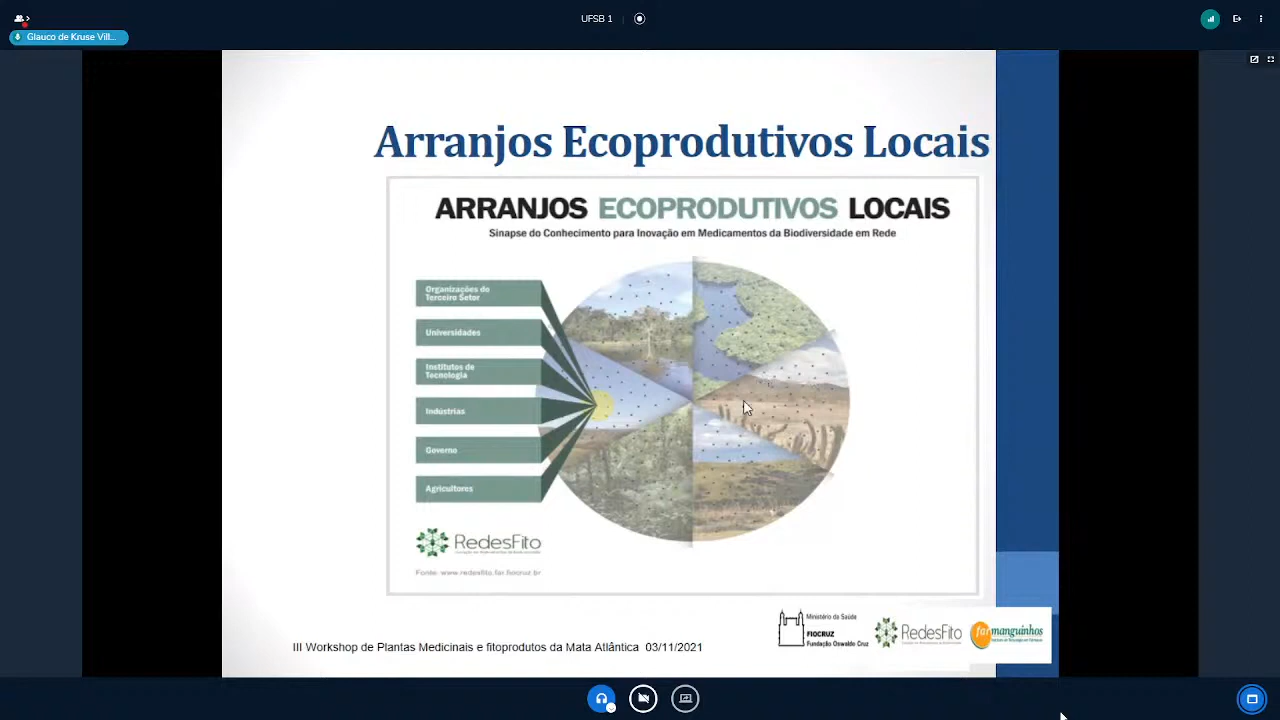 UFSB 1
Glauco de Kruse Vill...
Arranjos Ecoprodutivos Locais
ARRANJOS ECOPRODUTIVOS LOCAIS
Sinapse do Conhecimento para Inovação em Medicamentos da Biodiversidade em Rede
Organizações do
Terceiro Setor
Universidades
Institutos de
Tecnologia
Indústrias
Governo
Agricultores
RedesFito
Fonte: www.redesfito.far.fiocruz.br
Ministério da Saúde
FIOCRUZ
Fundação Oswaldo Cruz
RedesFito
farmanguinhos
III Workshop de Plantas Medicinais e fitoprodutos da Mata Atlântica 03/11/2021